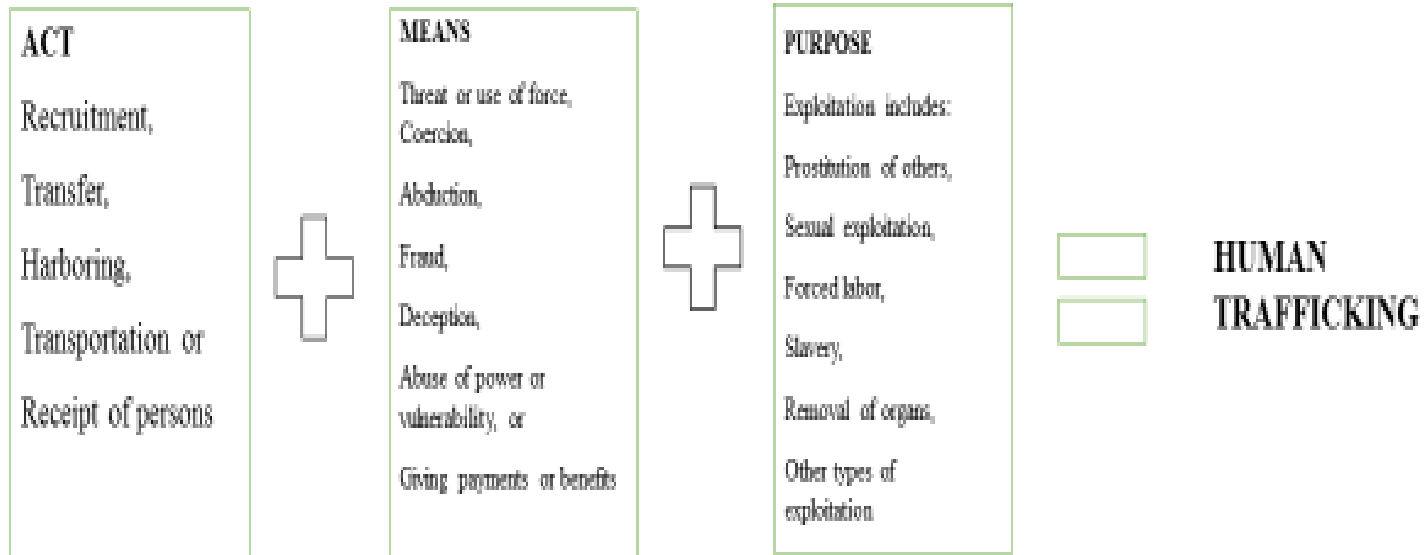 ACT
Recruitment,
Transfer,
Harboring,
Transportation or
Receipt of persons
MEANS
Threat or use of force,
Coercion,
Abduction,
Fraud,
Deception,
Abuse of power or
vulnerability, or
Giving payments or benefits
PURPOSE
Exploitation includes:
Prostitution of others,
Sexual exploitation,
Forced labor,
Slavery,
Removal of organs,
Other types of
exploitation
HUMAN
TRAFFICKING